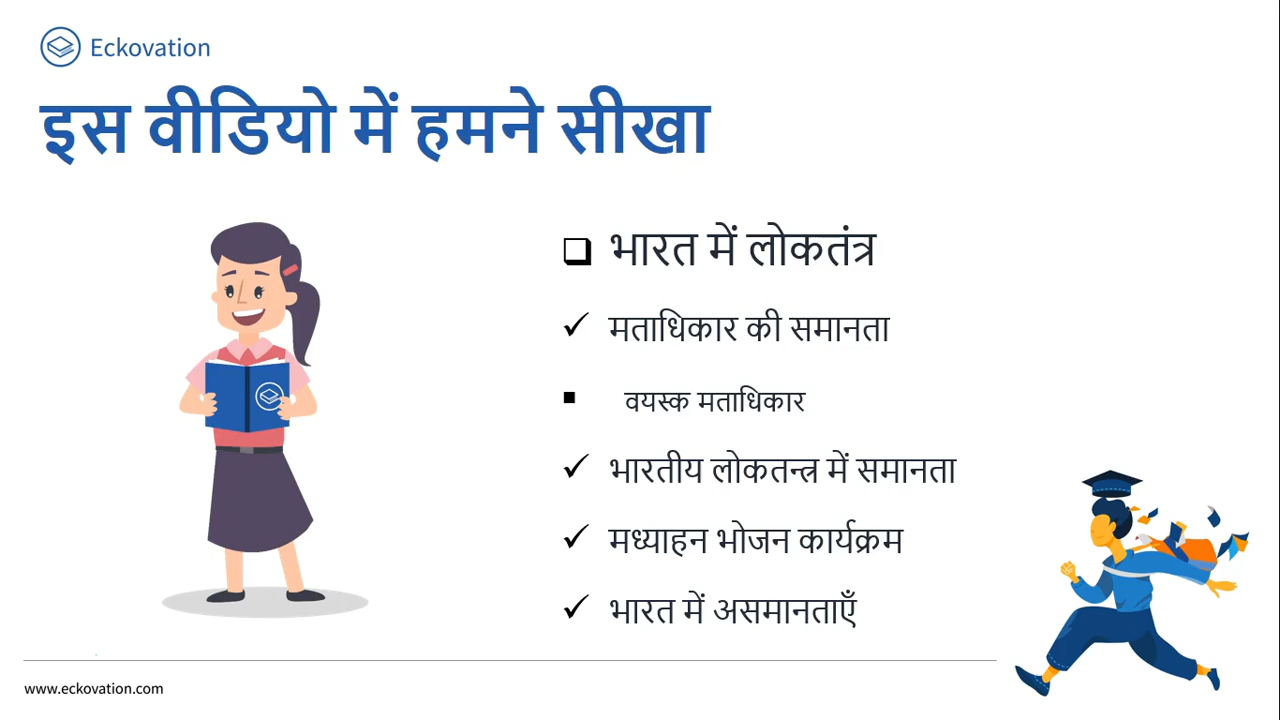 Eckovation
इस वीडियो में हमने सीखा
भारत में लोकतंत्र
मताधिकार की समानता
वयस्क मताधिकार
भारतीय लोकतन्त्र में समानता
मध्याहन भोजन कार्यक्रम
भारत में असमानताएँ
www.eckovation.com